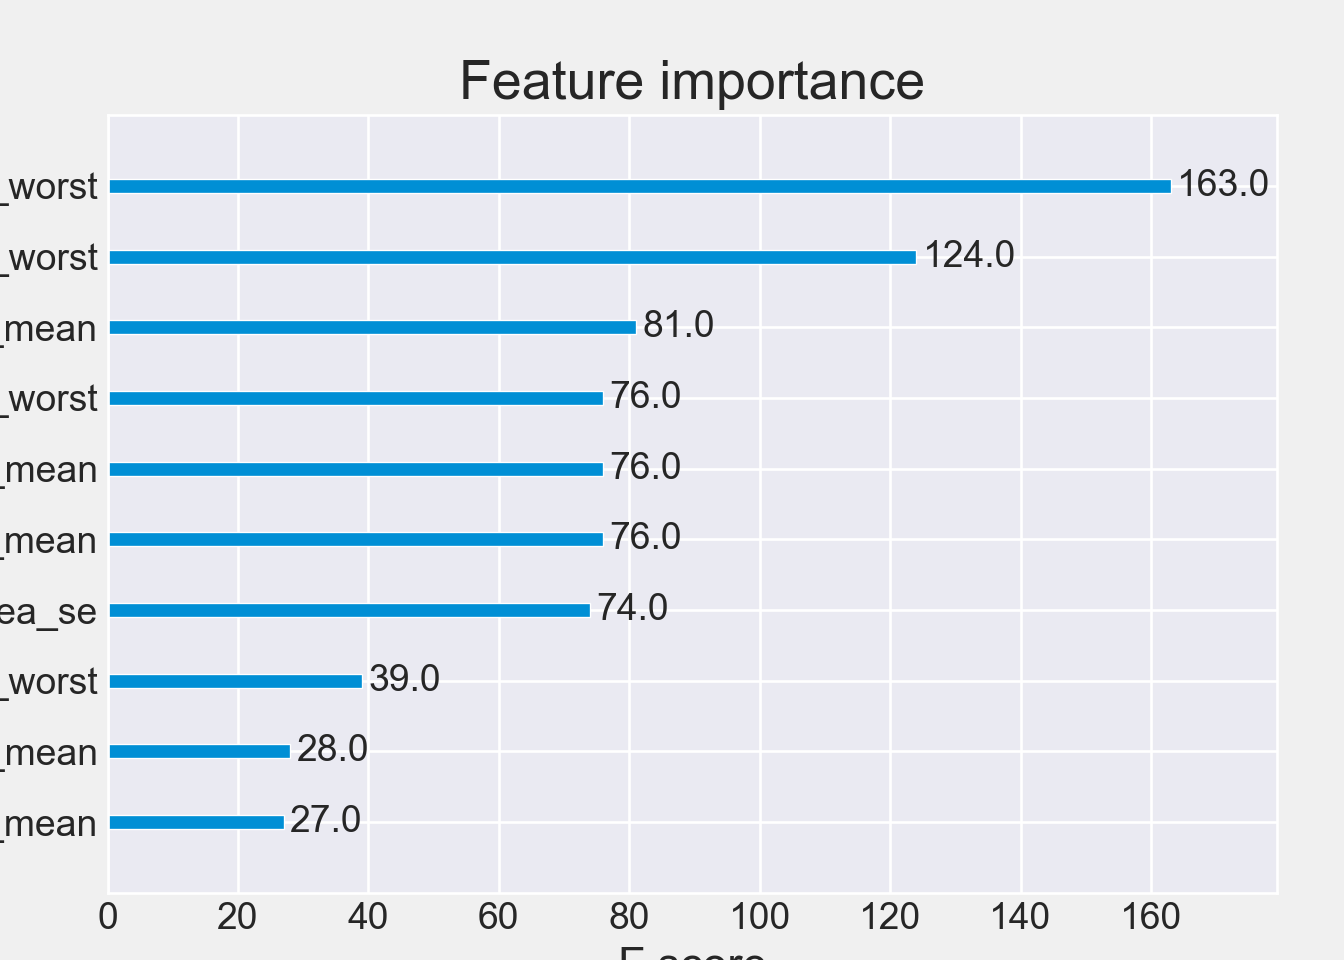 Feature importance
_worst 163.0
_worst 124.0
_mean 81.0
_worst 76.0
_mean 76.0
_mean 76.0
ea_se 74.0
_worst 39.0
_mean 28.0
_mean 27.0
0 20 40 60 80 100 120 140 160
F score